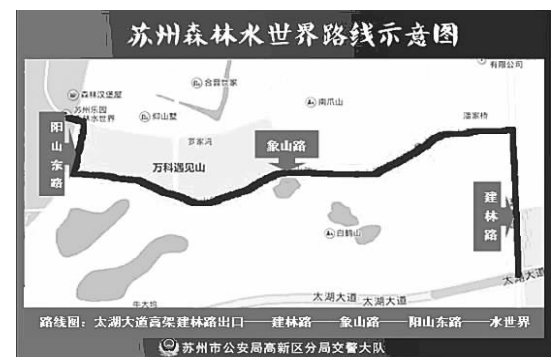 苏州森林水世界路线示意图
有限公司
合晋世家
森林汉堡屋
南爪山
苏州乐园
林水世界
仰山墅
潘家桥
阳山东路
罗家湾
象山路
万科遇见山
建林路
白鹤山
太湖大道
太湖大道 太湖大道
牛大坞
路线图：太湖大道高架建林路出口——建林路——象山路——阳山东路——水世界
苏州市公安局高新区分局交警大队